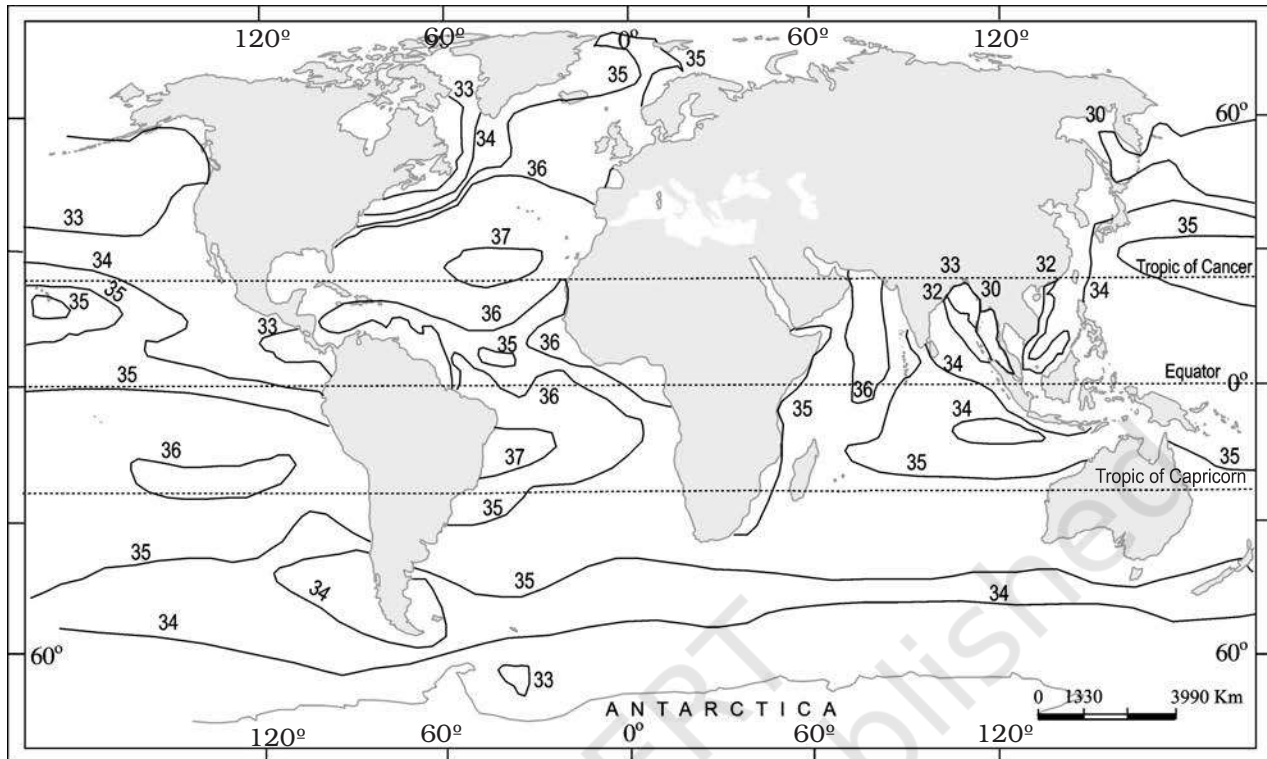 120º 60º 0º 60º 120º
35 35
33
30 60º
34
36
33 35
37
34 33 32 Tropic of Cancer
35 35 32 30 34
36
33 35 36 34
35 36 Equator 0º
36 35 34
36 37 35 35
Tropic of Capricorn
35
35 35
34 34
34
60º 33 60º
0 1330 3990 Km
ANTARCTICA
120º 60º 0º 60º 120º
ERT
blished